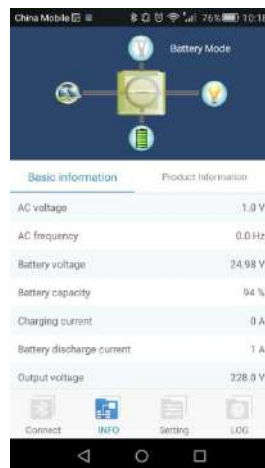 China Mobile 76% 10:18
Battery Mode
Basic information Product Information
AC voltage 1.0 V
AC frequency 0.0 Hz
Battery voltage 24.98 V
Battery capacity 94 %
Charging current 0 A
Battery discharge current 1 A
Output voltage 228.0 V
Connect INFO Setting LOG